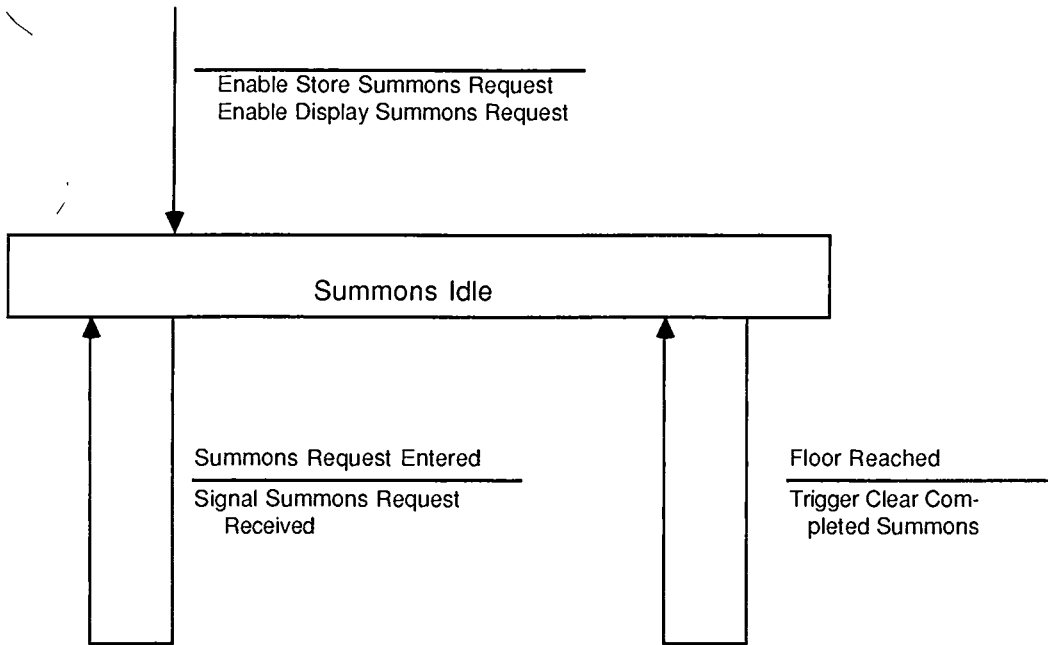 Enable Store Summons Request
Enable Display Summons Request
Summons Idle
Summons Request Entered
Signal Summons Request
Received
Floor Reached
Trigger Clear Com-
pleted Summons